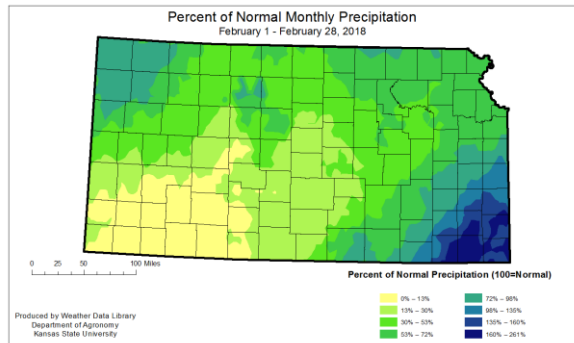 Percent of Normal Monthly Precipitation
February 1 - February 28, 2018
0 25 50 100 Miles
Percent of Normal Precipitation (100=Normal)
0% - 13%
13% - 30%
30% - 53%
53% - 72%
72% - 98%
98% - 135%
135% - 160%
160% - 261%
Produced by Weather Data Library
Department of Agronomy
Kansas State University